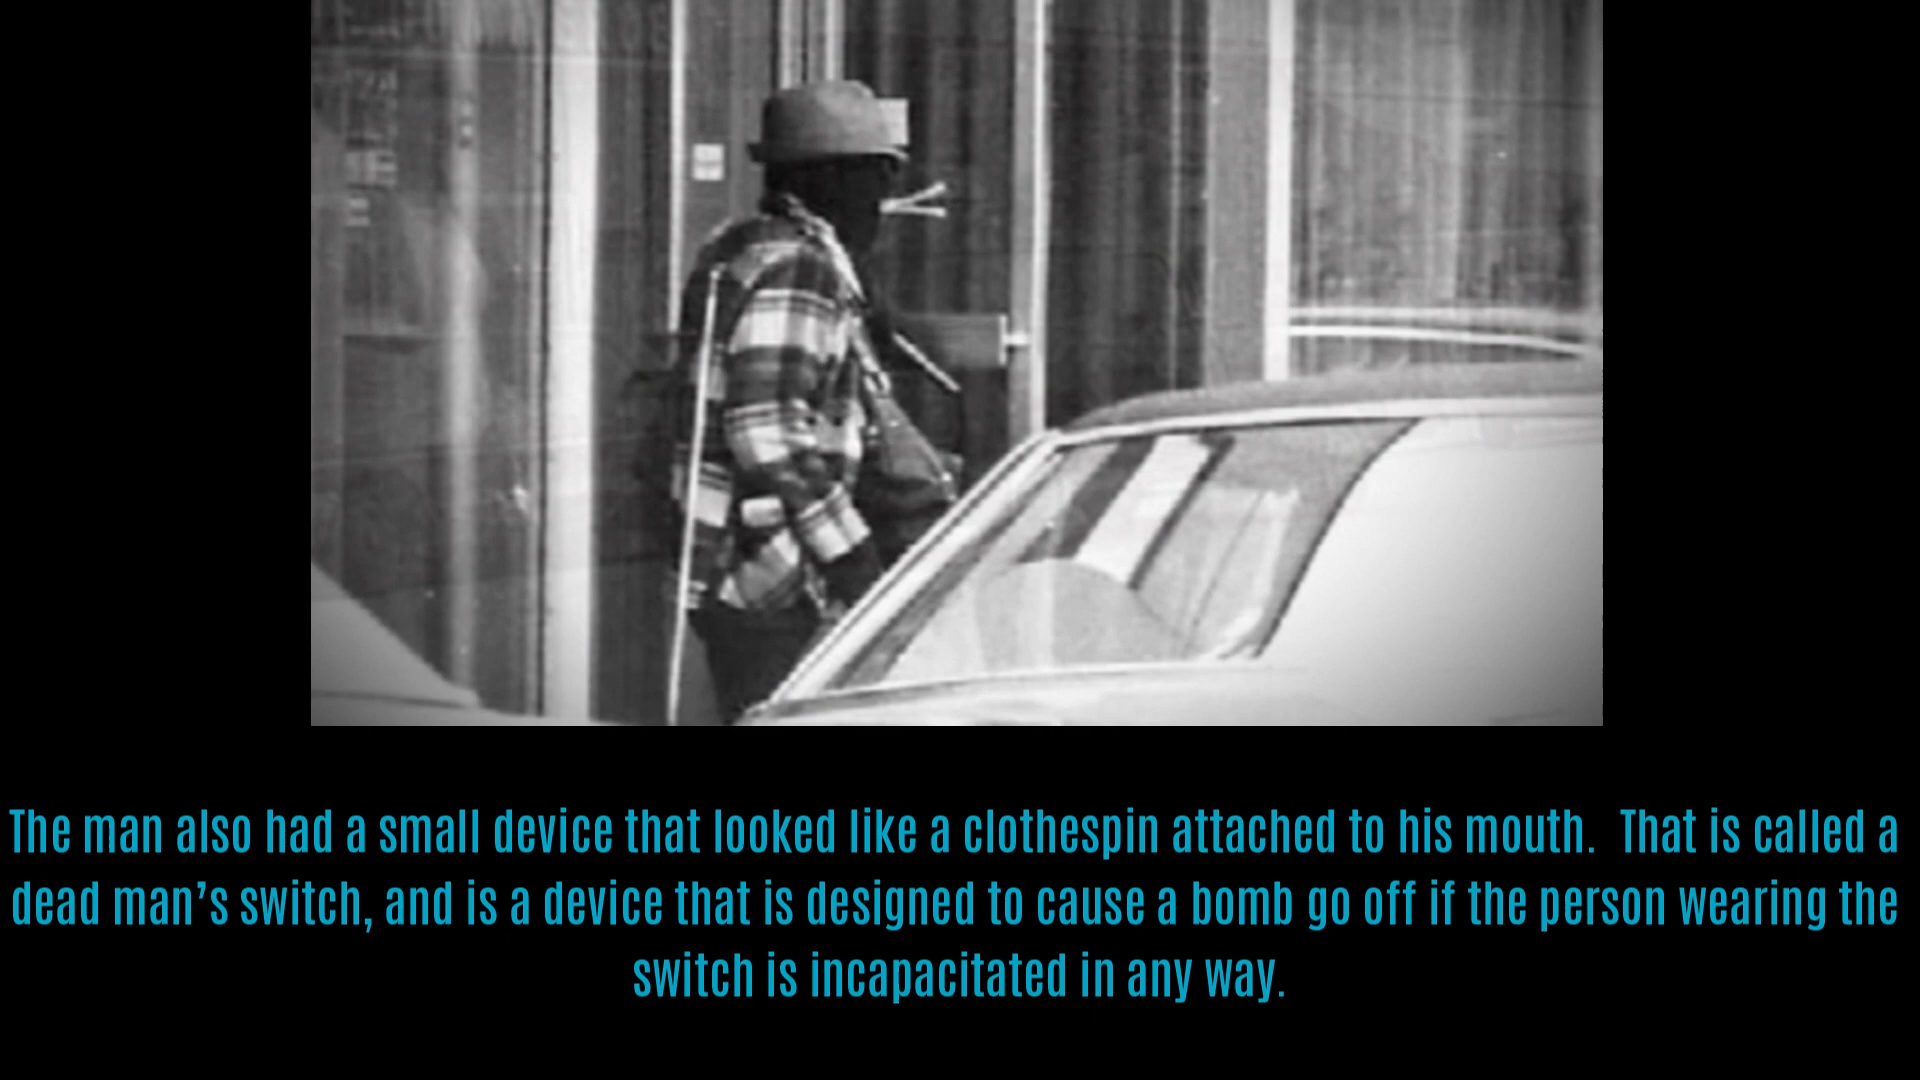 The man also had a small device that looked like a clothespin attached to his mouth.  That is called a
dead man’s switch, and is a device that is designed to cause a bomb go off if the person wearing the
switch is incapacitated in any way.